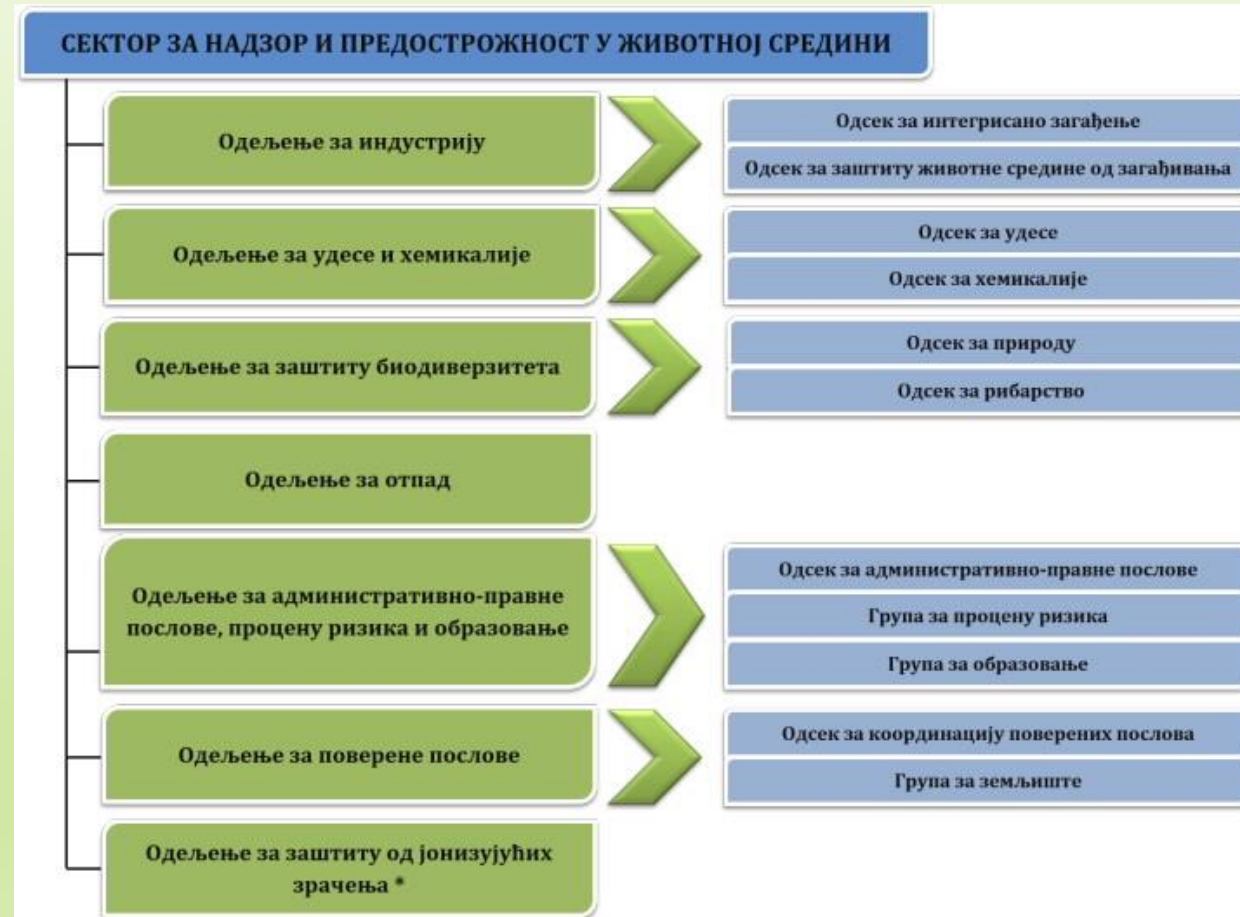 СЕКТОР ЗА НАДЗОР И ПРЕДОСТРОЖНОСТ У ЖИВОТНОЈ СРЕДИНИ
Одељење за индустрију
Одсек за интегрисано загађење
Одсек за заштиту животне средине од загађивања
Одељење за удесе и хемикалије
Одсек за удесе
Одсек за хемикалије
Одељење за заштиту биодиверзитета
Одсек за природу
Одсек за рибарство
Одељење за отпад
Одељење за административно-правне
послове, процену ризика и образовање
Одсек за административно-правне послове
Група за процену ризика
Група за образовање
Одељење за поверене послове
Одсек за координацију поверених послова
Група за земљиште
Одељење за заштиту од јонизујућих
зрачења *